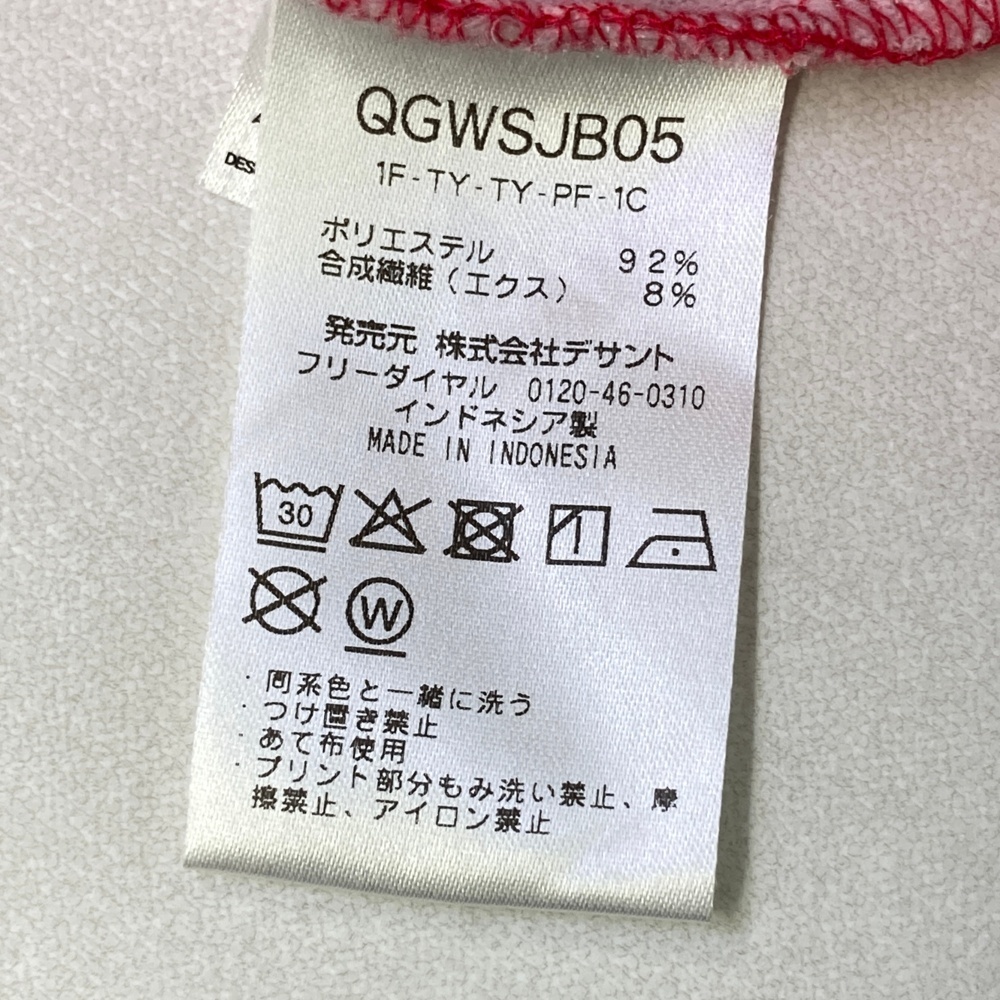 QGWSJB05
1F-TY-TY-PF-1C
ポリエステル 92%
合成繊維(エクス) 8%
発売元 株式会社デサント
フリーダイヤル 0120-46-0310
インドネシア製
MADE IN INDONESIA
30
W
DES
・同系色と一緒に洗う
・つけ置き禁止
・あて布使用
・プリント部分もみ洗い禁止、摩
擦禁止、アイロン禁止